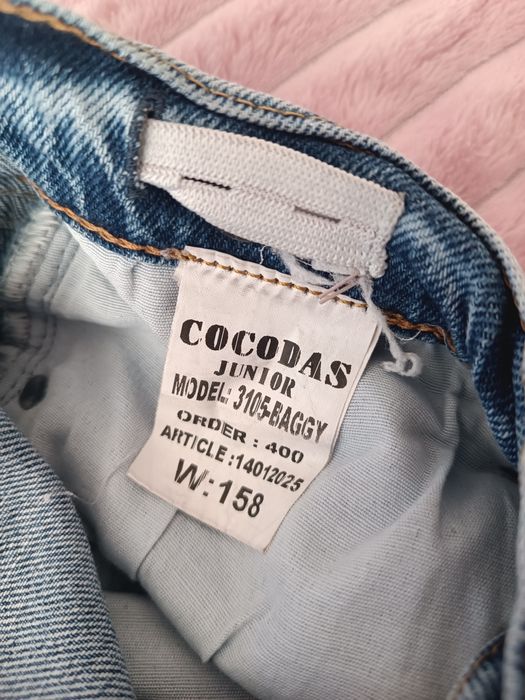 COCODAS
JUNIOR
MODEL: 3105-BAGGY
ORDER : 400
ARTICLE :14012025
W:158